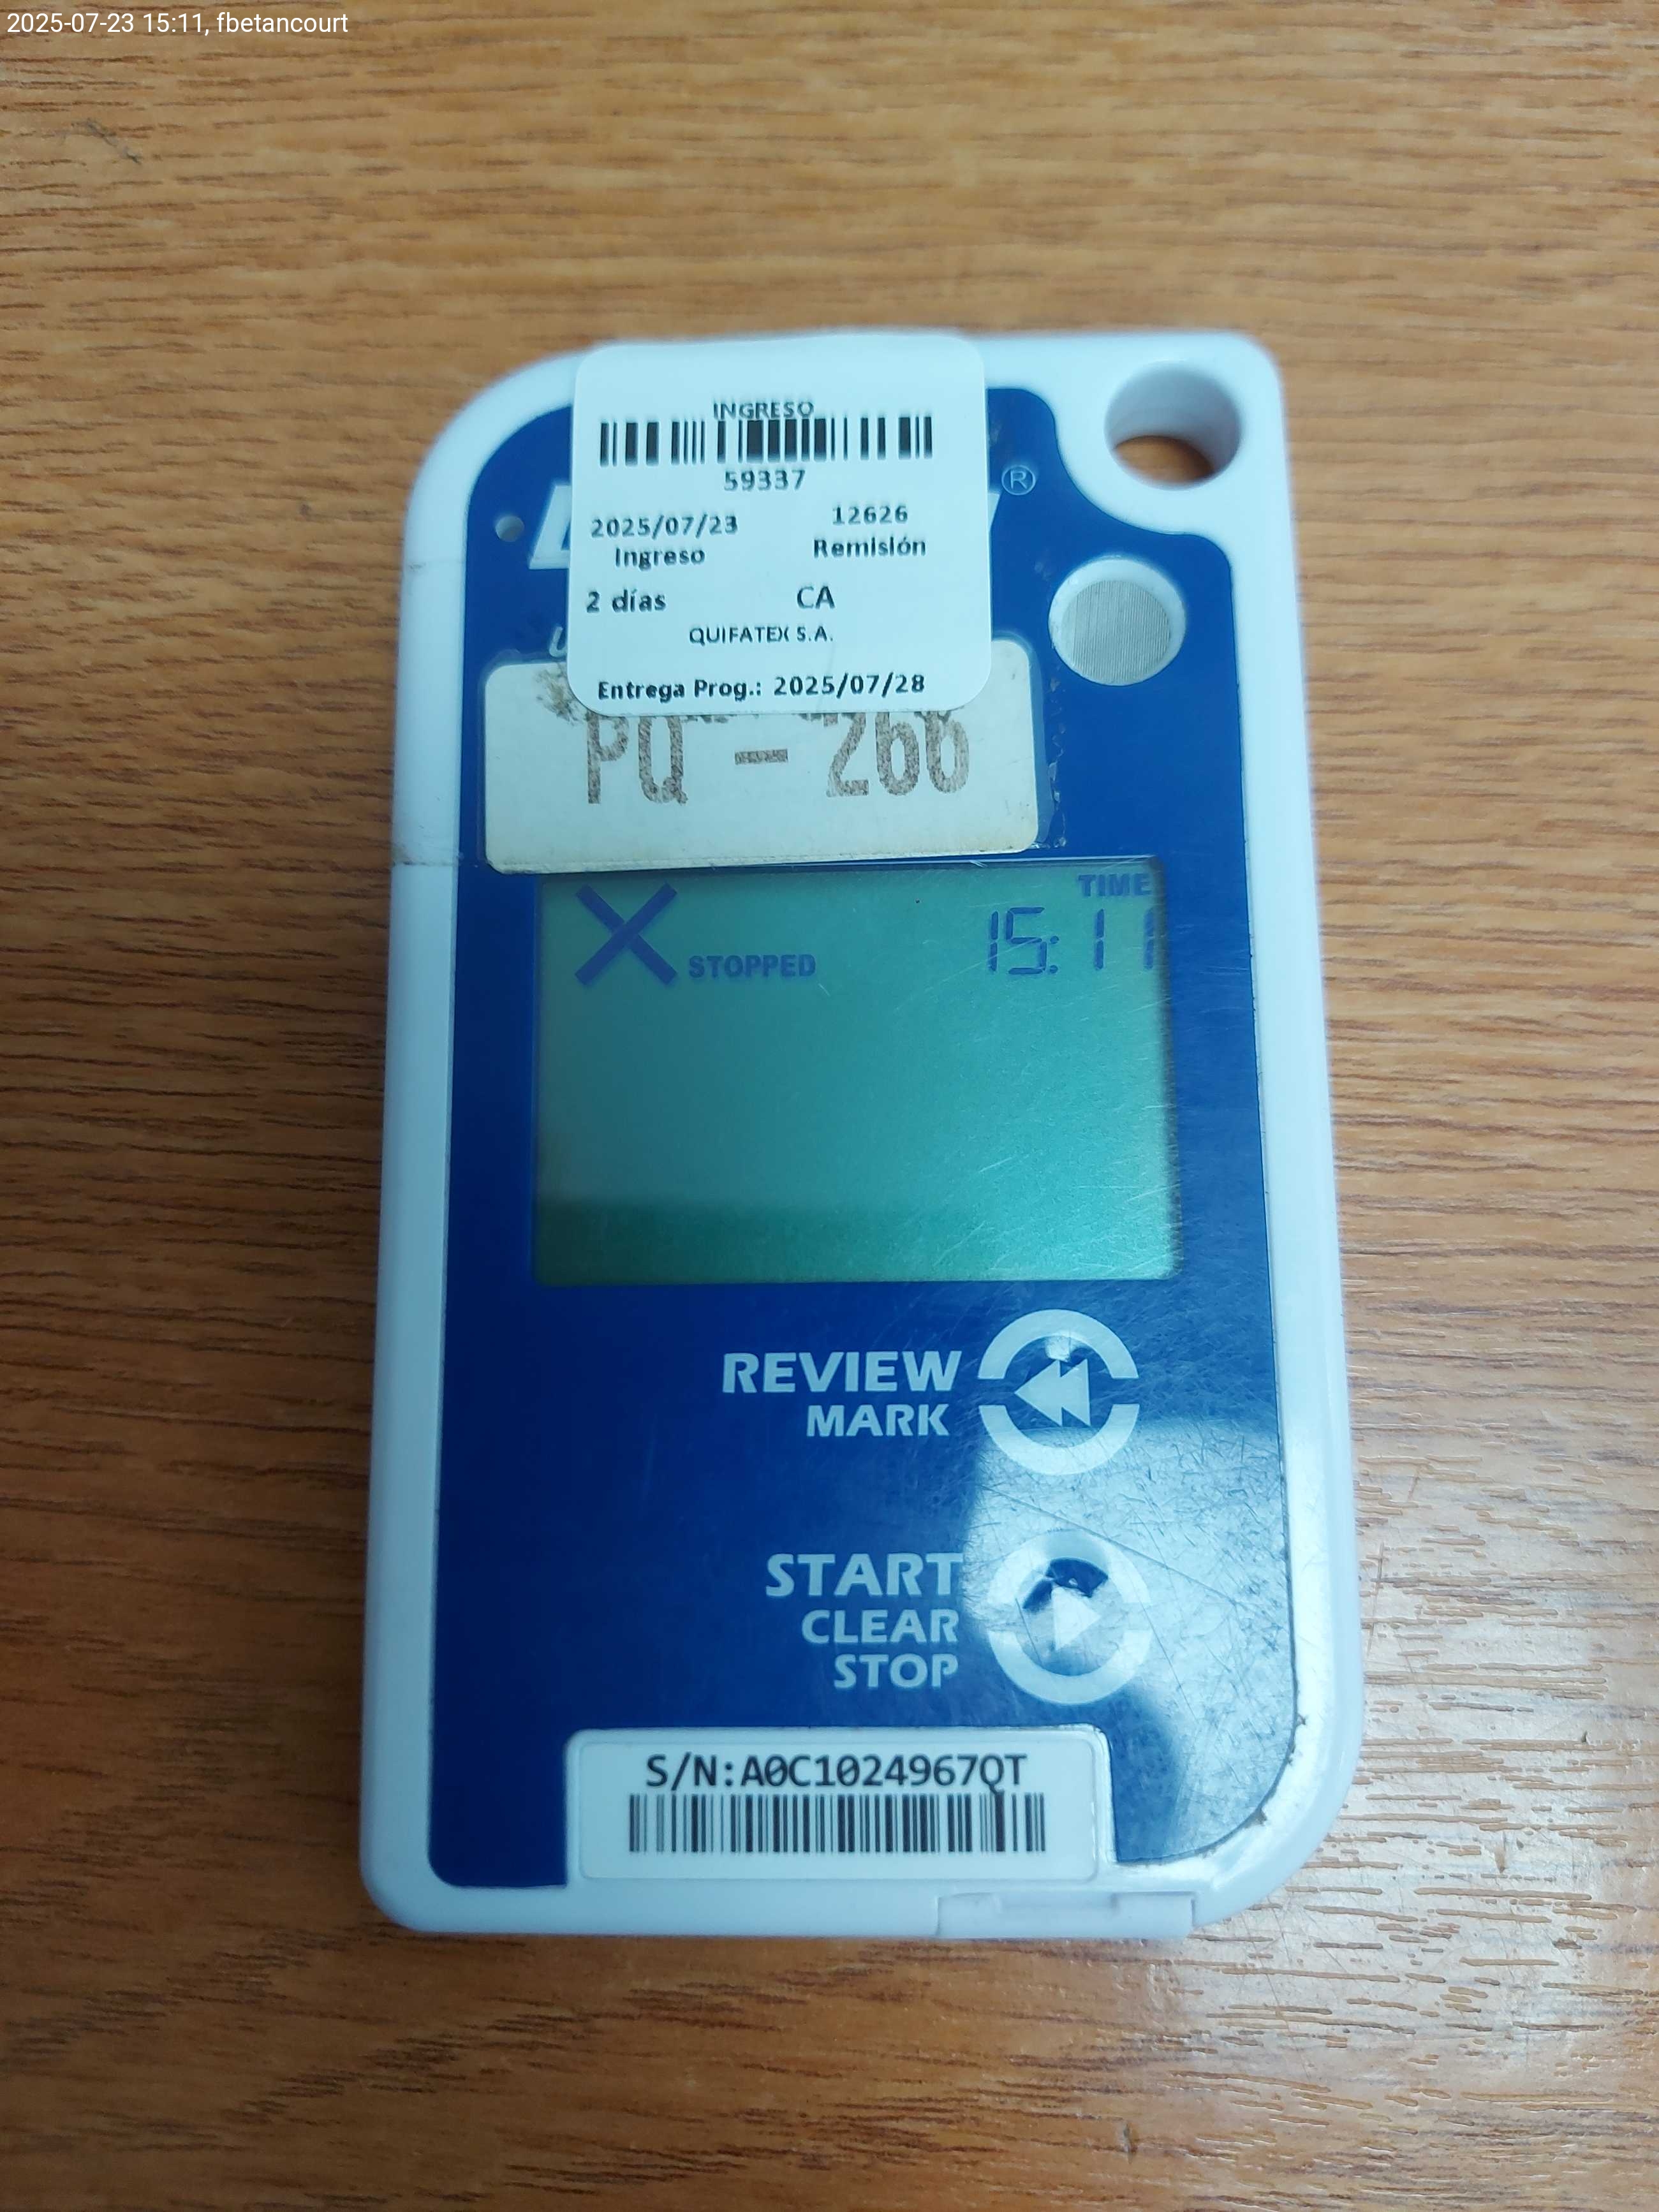 2025-07-23 15:11, fbetancourt
INGRESO
59337
2025/07/23 12626
Ingreso Remisión
2 días CA
QUIFATEX S.A.
Entrega Prog.: 2025/07/28
®
PQ - 266
TIME
15:11
STOPPED
REVIEW
MARK
START
CLEAR
STOP
S/N:A0C1024967QT